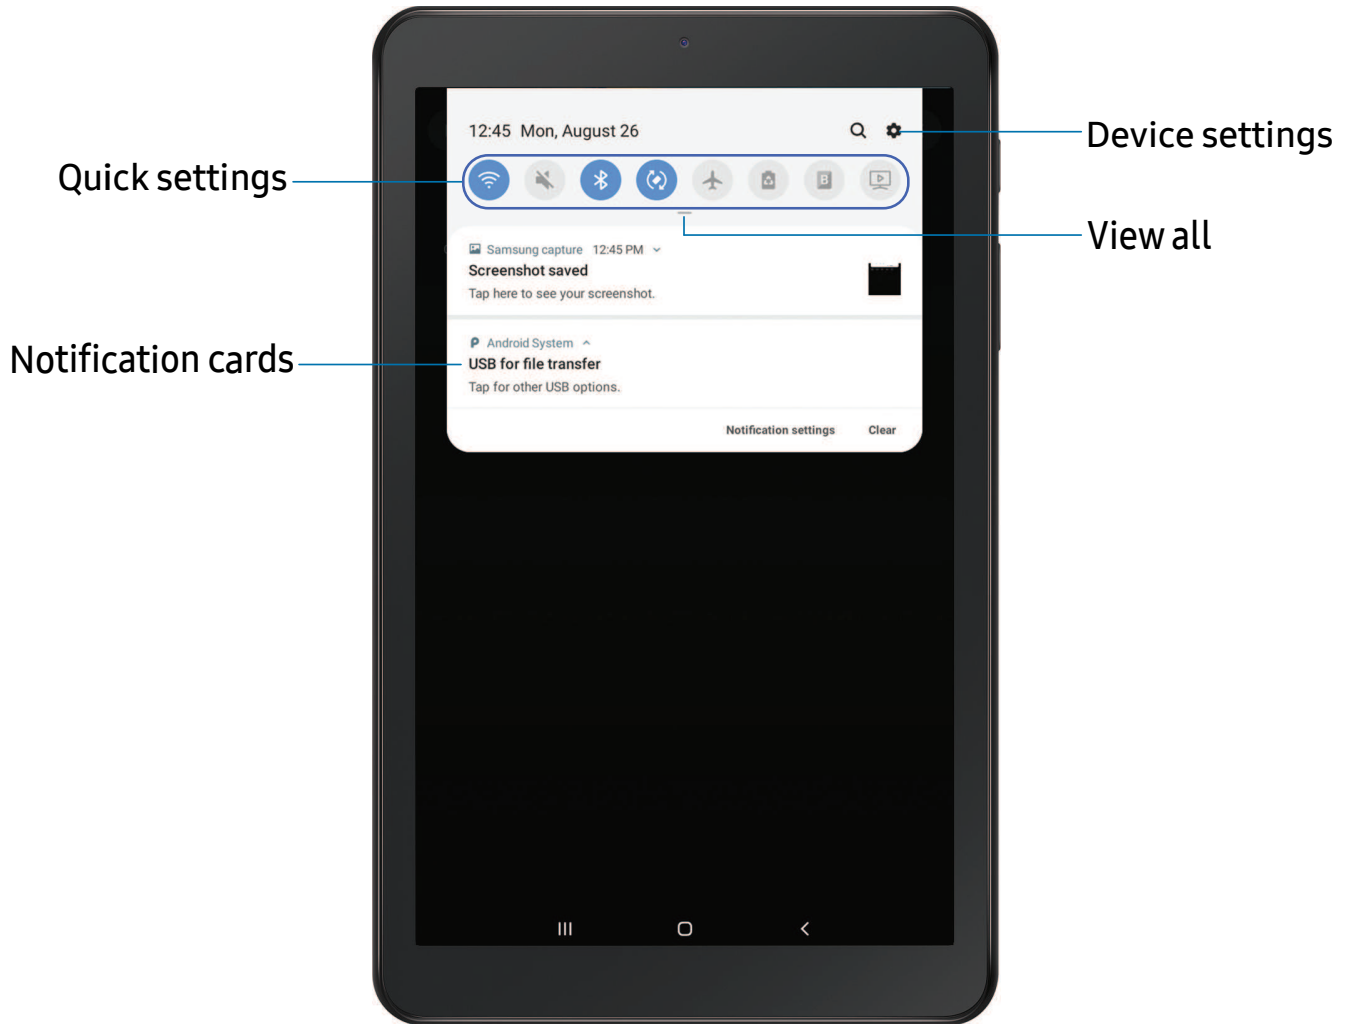 12:45 Mon, August 26
Device settings
Quick settings
B
View all
Samsung capture 12:45 PM
Screenshot saved
Tap here to see your screenshot.
Notification cards
Android System
USB for file transfer
Tap for other USB options.
Notification settings Clear